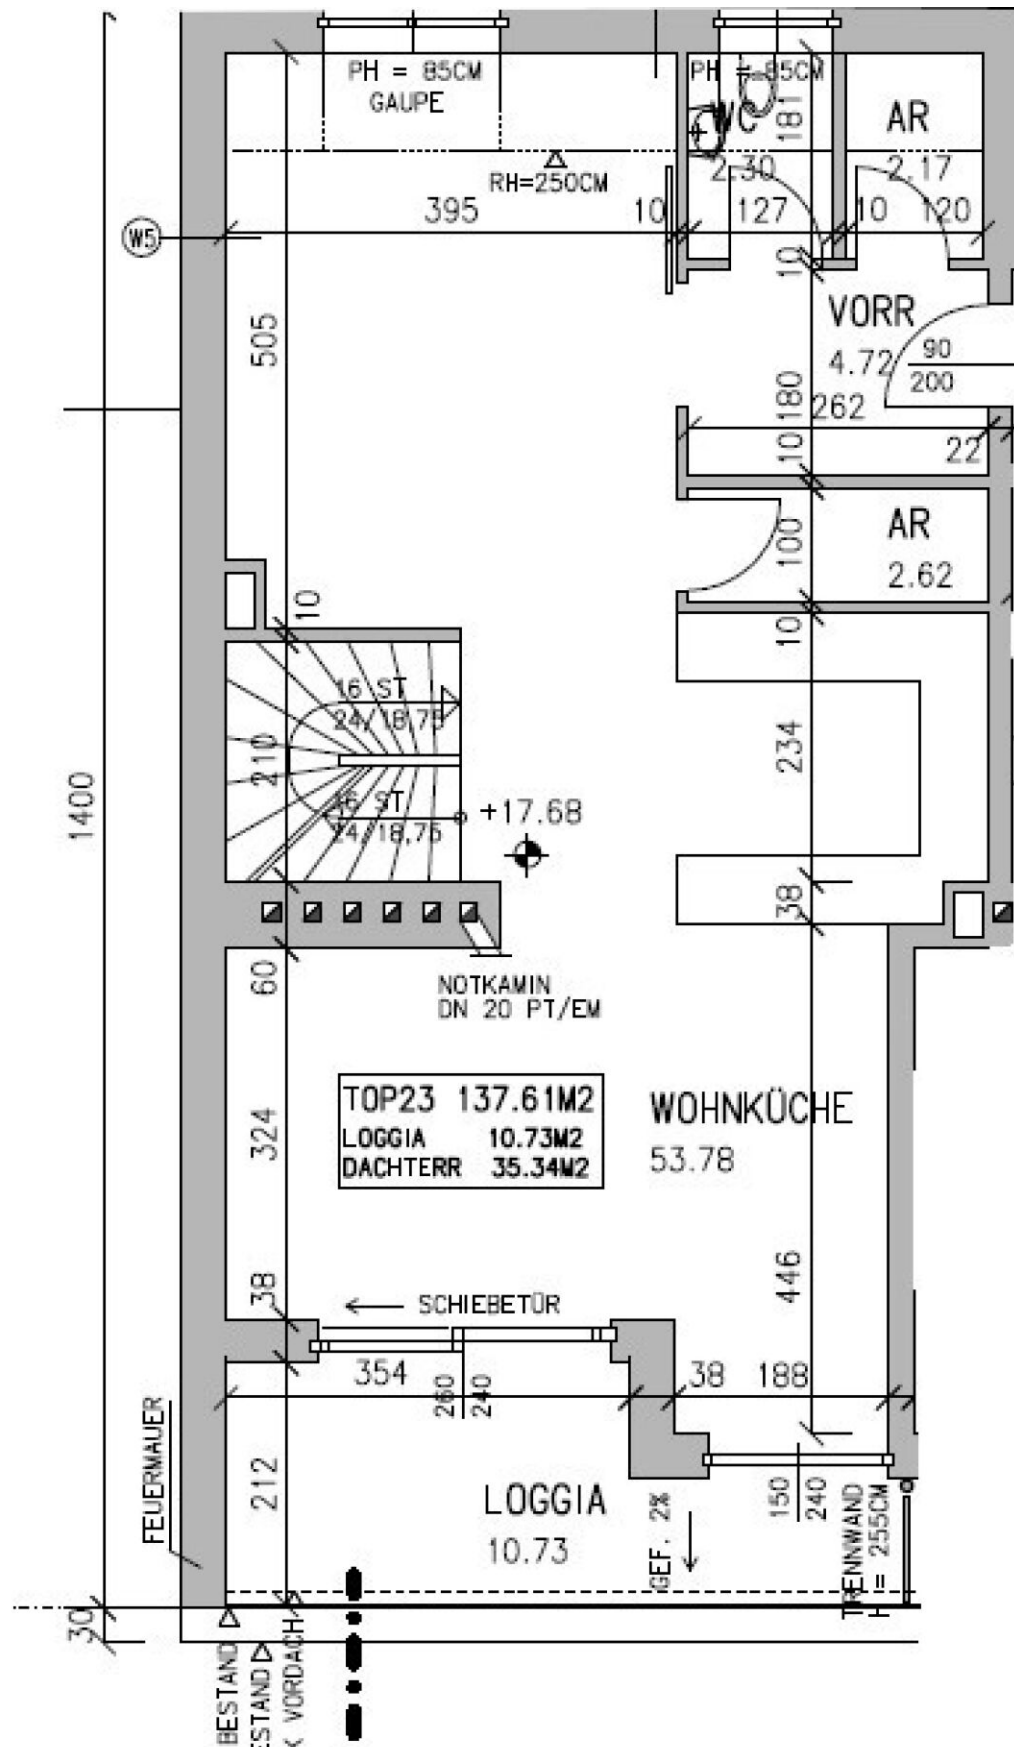 PH = 85CM
GAUPE
PH = 85CM
WC
2.30
181
AR
2.17
RH=250CM
395
10
127
10
120
W5
10
VORR
4.72
90
200
505
180
262
10
22
AR
2.62
100
10
10
16 ST
24/18,75
210
16 ST
24/18,75
+17.68
234
1400
38
60
NOTKAMIN
DN 20 PT/EM
TOP23 137.61M2
LOGGIA 10.73M2
DACHTERR 35.34M2
WOHNKÜCHE
53.78
324
446
38
SCHIEBETÜR
354
260
240
38
188
FEUERMAUER
212
LOGGIA
10.73
GEF. 2%
150
240
TRENNWAND
H = 255CM
30
BESTAND
ESTAND
K VORDACH